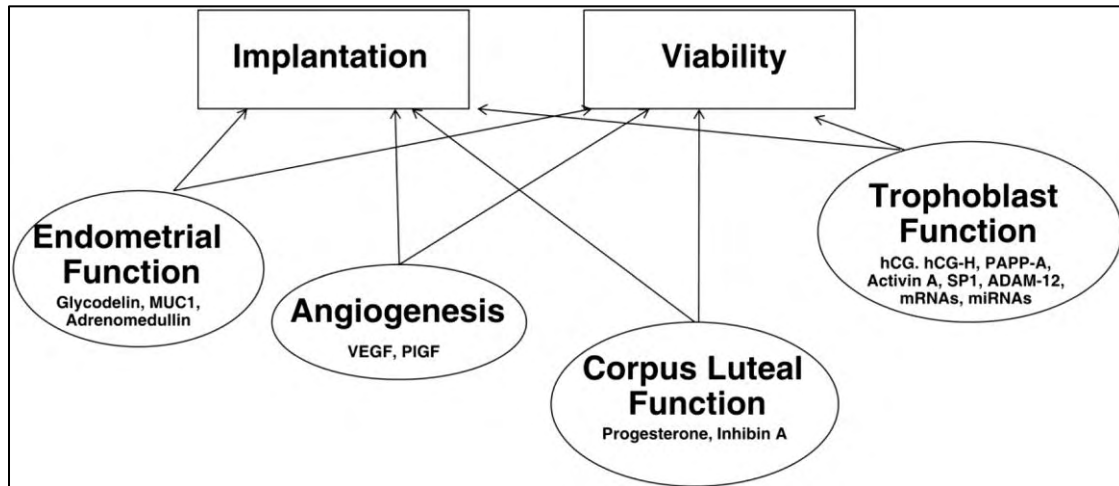 Implantation
Viability
Endometrial
Function
Glycodelin, MUC1,
Adrenomedullin
Angiogenesis
VEGF, PlGF
Corpus Luteal
Function
Progesterone, Inhibin A
Trophoblast
Function
hCG. hCG-H, PAPP-A,
Activin A, SP1, ADAM-12,
mRNAs, miRNAs